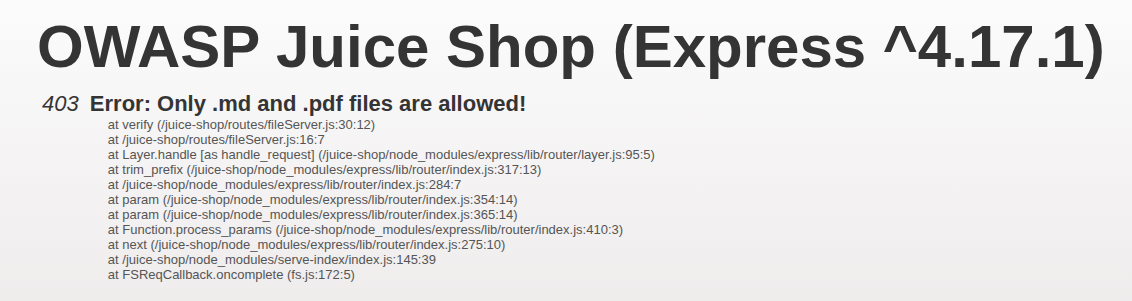 OWASP Juice Shop (Express ^4.17.1)
403 Error: Only .md and .pdf files are allowed!
at verify (/juice-shop/routes/fileServer.js:30:12)
at /juice-shop/routes/fileServer.js:16:7
at Layer.handle [as handle_request] (/juice-shop/node_modules/express/lib/router/layer.js:95:5)
at trim_prefix (/juice-shop/node_modules/express/lib/router/index.js:317:13)
at /juice-shop/node_modules/express/lib/router/index.js:284:7
at param (/juice-shop/node_modules/express/lib/router/index.js:354:14)
at param (/juice-shop/node_modules/express/lib/router/index.js:365:14)
at Function.process_params (/juice-shop/node_modules/express/lib/router/index.js:410:3)
at next (/juice-shop/node_modules/express/lib/router/index.js:275:10)
at /juice-shop/node_modules/serve-index/index.js:145:39
at FSReqCallback.oncomplete (fs.js:172:5)